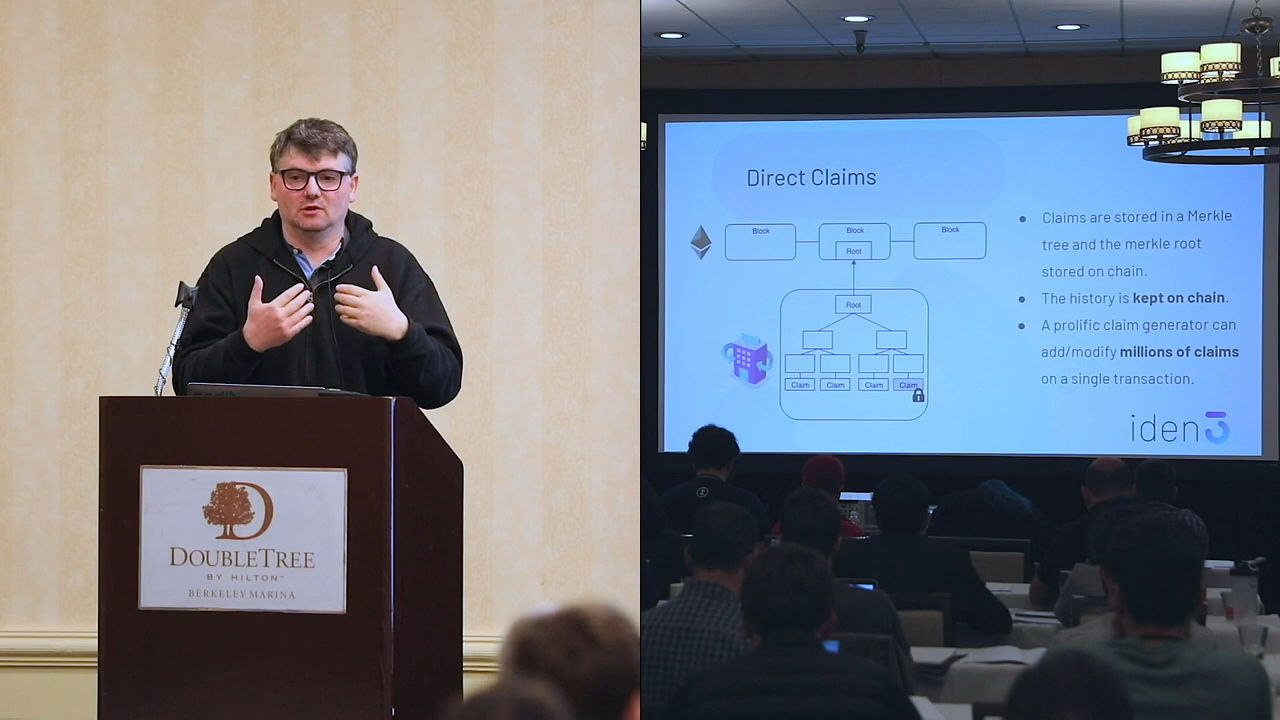 DOUBLETREE
BY HILTON™
BERKELEY MARINA
Direct Claims
Block
Block
Block
Root
Root
Claim
Claim
Claim
Claim
Claims are stored in a Merkle
tree and the merkle root
stored on chain.
The history is kept on chain.
A prolific claim generator can
add/modify millions of claims
on a single transaction.
iden3